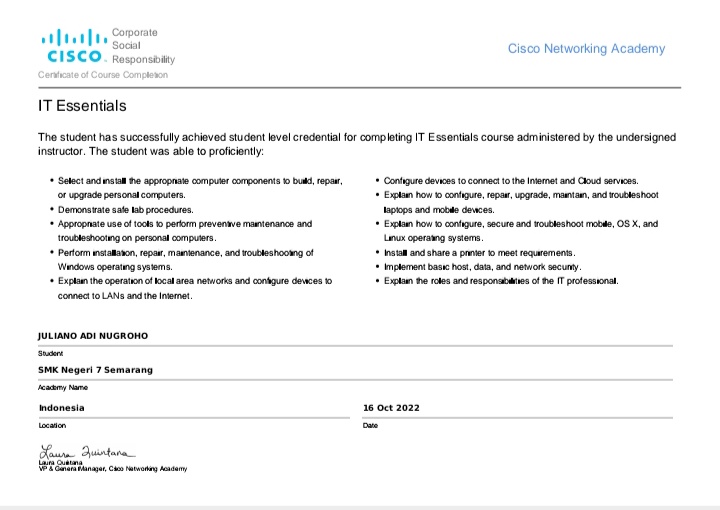 CISCO
Corporate
Social
Responsibility
Cisco Networking Academy
Certificate of Course Completion
IT Essentials
The student has successfully achieved student level credential for completing IT Essentials course administered by the undersigned
instructor. The student was able to proficiently:
• Select and install the appropriate computer components to build, repair,
or upgrade personal computers.
• Demonstrate safe lab procedures.
• Appropriate use of tools to perform preventive maintenance and
troubleshooting on personal computers.
• Perform installation, repair, maintenance, and troubleshooting of
Windows operating systems.
• Explain the operation of local area networks and configure devices to
connect to LANs and the Internet.
• Configure devices to connect to the Internet and Cloud services.
• Explain how to configure, repair, upgrade, maintain, and troubleshoot
laptops and mobile devices.
• Explain how to configure, secure and troubleshoot mobile, OS X, and
Linux operating systems.
• Install and share a printer to meet requirements.
• Implement basic host, data, and network security.
• Explain the roles and responsibilities of the IT professional.
JULIANO ADI NUGROHO
Student
SMK Negeri 7 Semarang
Academy Name
Indonesia
Location
16 Oct 2022
Date
Laura Quintana
Laura Quintana
VP & General Manager, Cisco Networking Academy